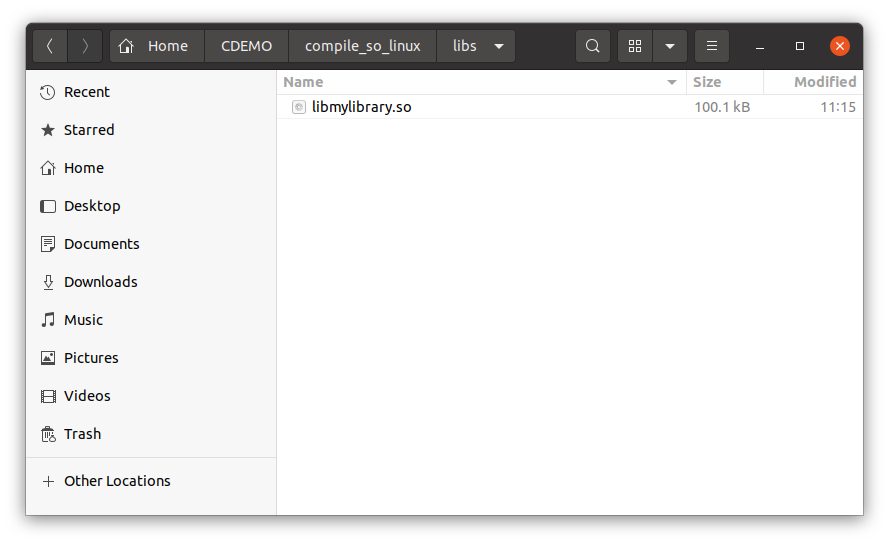 Home CDEMO compile_so_linux libs
Name Size Modified
libmylibrary.so 100.1 kB 11:15
Recent
Starred
Home
Desktop
Documents
Downloads
Music
Pictures
Videos
Trash
Other Locations